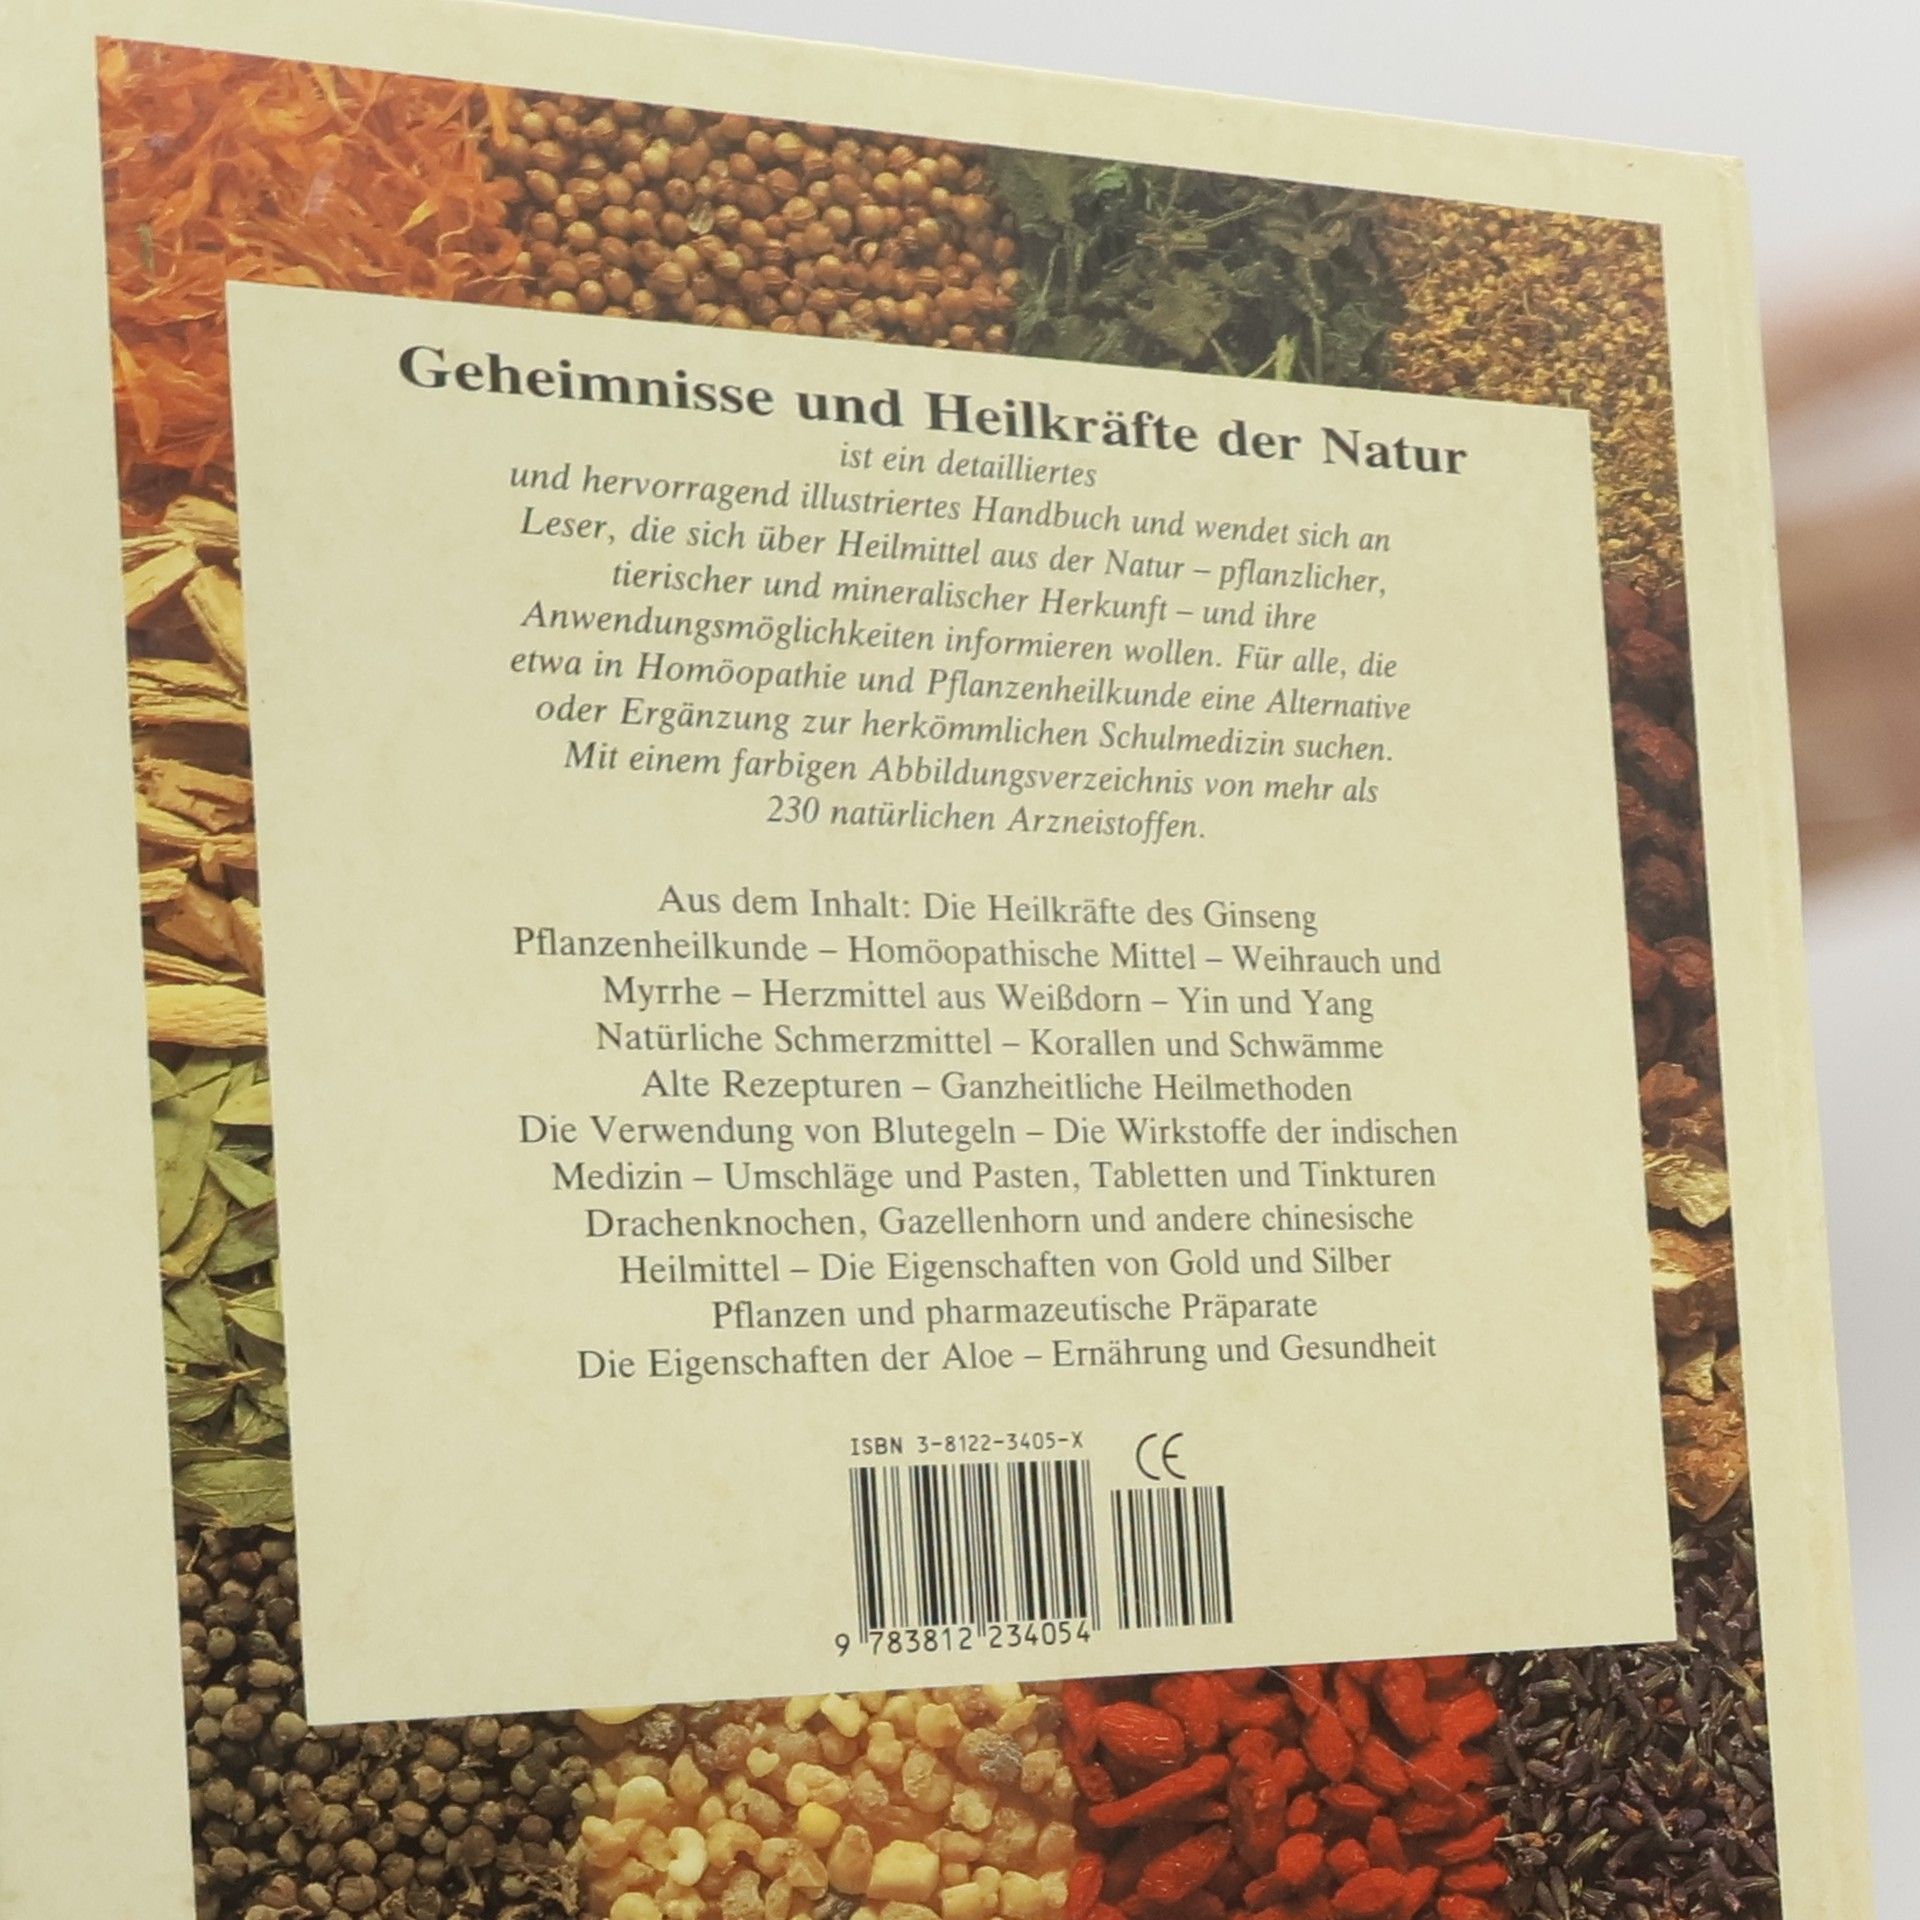 Geheimnisse und Heilkräfte der Natur
ist ein detailliertes
und hervorragend illustriertes Handbuch und wendet sich an
Leser, die sich über Heilmittel aus der Natur – pflanzlicher,
tierischer und mineralischer Herkunft – und ihre
Anwendungsmöglichkeiten informieren wollen. Für alle, die
etwa in Homöopathie und Pflanzenheilkunde eine Alternative
oder Ergänzung zur herkömmlichen Schulmedizin suchen.
Mit einem farbigen Abbildungsverzeichnis von mehr als
230 natürlichen Arzneistoffen.
Aus dem Inhalt: Die Heilkräfte des Ginseng
Pflanzenheilkunde – Homöopathische Mittel – Weihrauch und
Myrrhe – Herzmittel aus Weißdorn – Yin und Yang
Natürliche Schmerzmittel – Korallen und Schwämme
Alte Rezepturen – Ganzheitliche Heilmethoden
Die Verwendung von Blutegeln – Die Wirkstoffe der indischen
Medizin – Umschläge und Pasten, Tabletten und Tinkturen
Drachenknochen, Gazellenhorn und andere chinesische
Heilmittel – Die Eigenschaften von Gold und Silber
Pflanzen und pharmazeutische Präparate
Die Eigenschaften der Aloe – Ernährung und Gesundheit
ISBN 3-8122-3405-X
CE
9 783812 234054